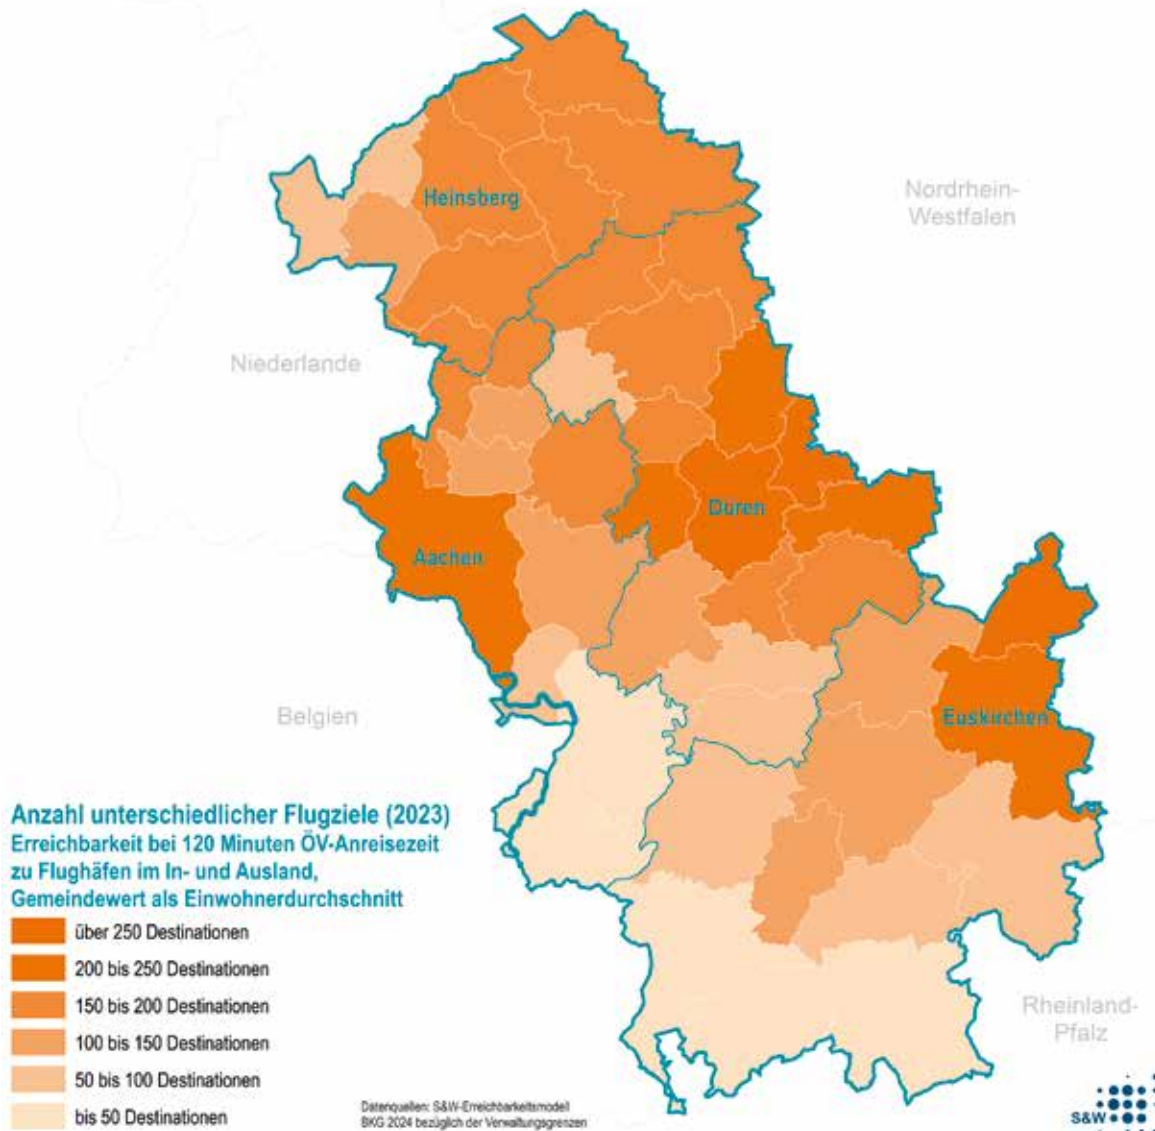 Nordrhein-
Westfalen
Heinsberg
Niederlande
Düren
Aachen
Belgien
Euskirchen
Anzahl unterschiedlicher Flugziele (2023)
Erreichbarkeit bei 120 Minuten ÖV-Anreisezeit
zu Flughäfen im In- und Ausland,
Gemeindewert als Einwohnerdurchschnitt
über 250 Destinationen
200 bis 250 Destinationen
150 bis 200 Destinationen
100 bis 150 Destinationen
50 bis 100 Destinationen
bis 50 Destinationen
Rheinland-
Pfalz
Datenquellen: S&W-Erreichbarkeitsmodell
BKG 2024 bezüglich der Verwaltungsgrenzen
S&W